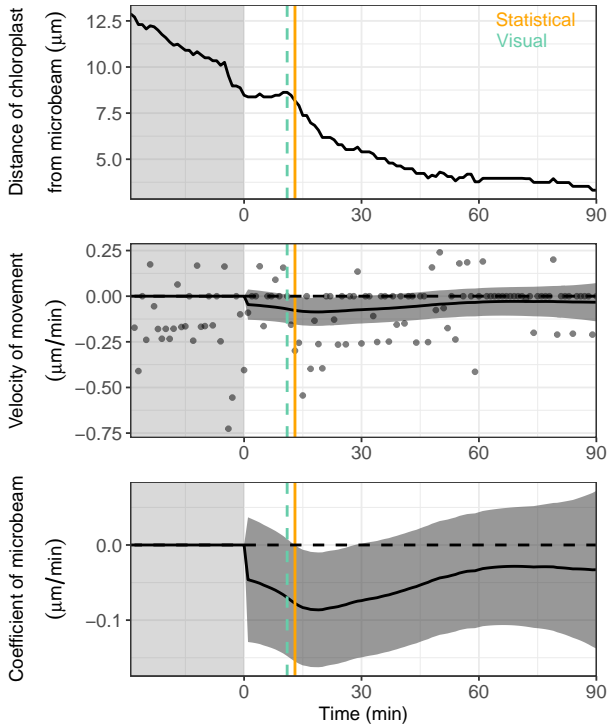 Distance of chloroplast
from microbeam (μm)
12.5
10.0
7.5
5.0
Statistical
Visual
0
30
60
90
Velocity of movement
(μm/min)
0.25
0.00
−0.25
−0.50
−0.75
0
30
60
90
Coefficient of microbeam
(μm/min)
0.0
−0.1
0
30
60
90
Time (min)